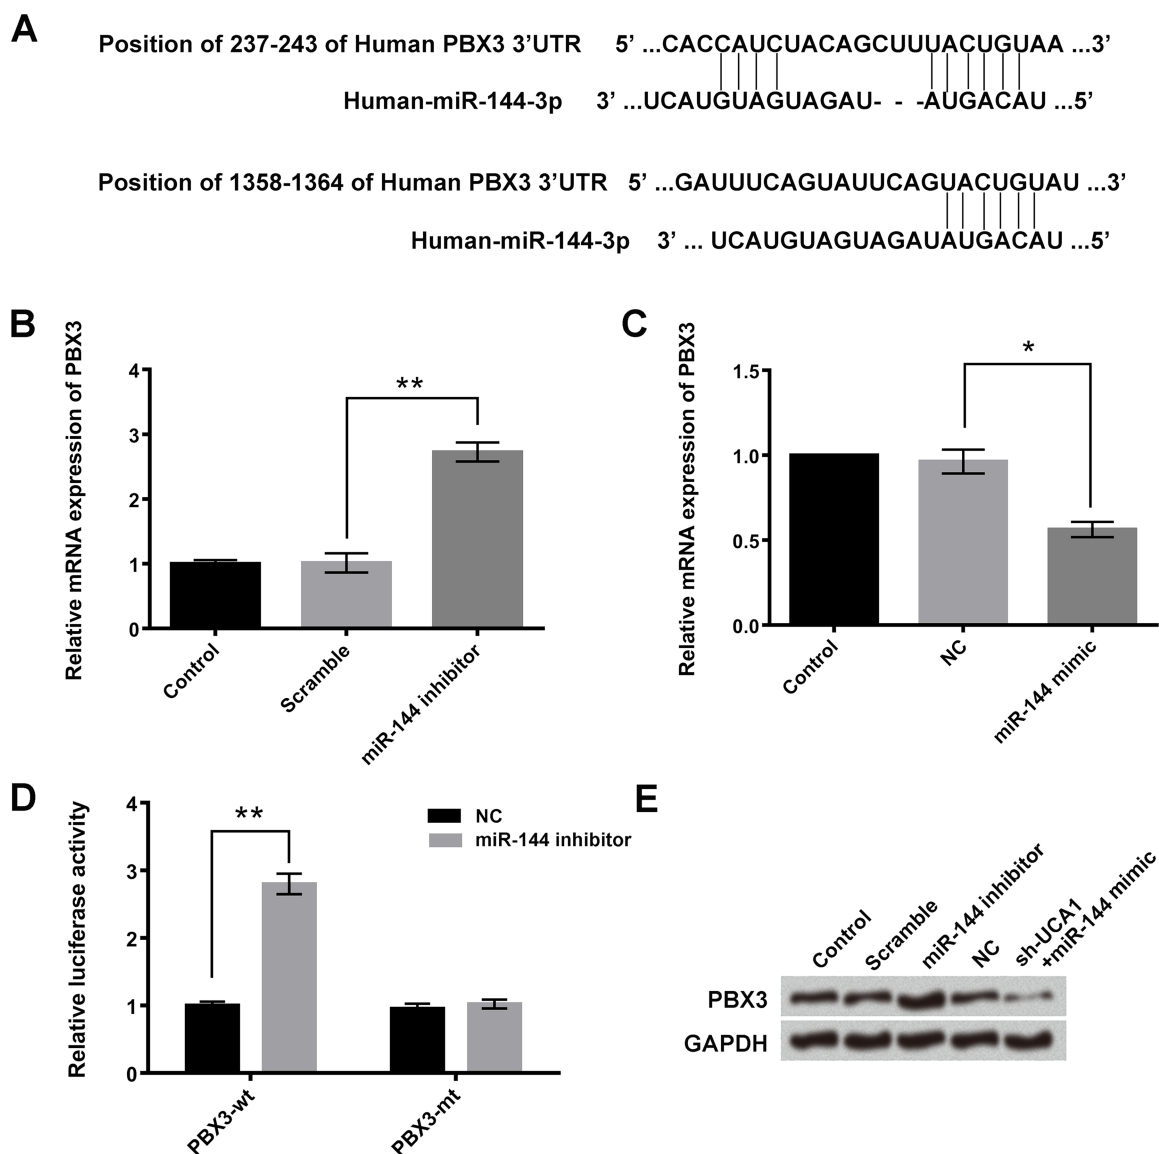 A
Position of 237-243 of Human PBX3 3’UTR 5’ ...CACCAUCUACAGCUUUACUGUAA ...3’
Human-miR-144-3p 3’ ...UCAUGUAGUAGAU- - -AUGACAU ...5’
Position of 1358-1364 of Human PBX3 3’UTR 5’ ...GAUUUCAGUAUUCAGUACUGUAU ...3’
Human-miR-144-3p 3’ ... UCAUGUAGUAGAUAUGACAU ...5’
B
Relative mRNA expression of PBX3
4
3
2
1
0
**
Control
Scramble
miR-144 inhibitor
C
Relative mRNA expression of PBX3
1.5
1.0
0.5
0.0
*
Control
NC
miR-144 mimic
D
Relative luciferase activity
4
3
2
1
0
**
NC
miR-144 inhibitor
PBX3-wt
PBX3-mt
E
Control
Scramble
miR-144 inhibitor
NC
sh-UCA1
+miR-144 mimic
PBX3
GAPDH